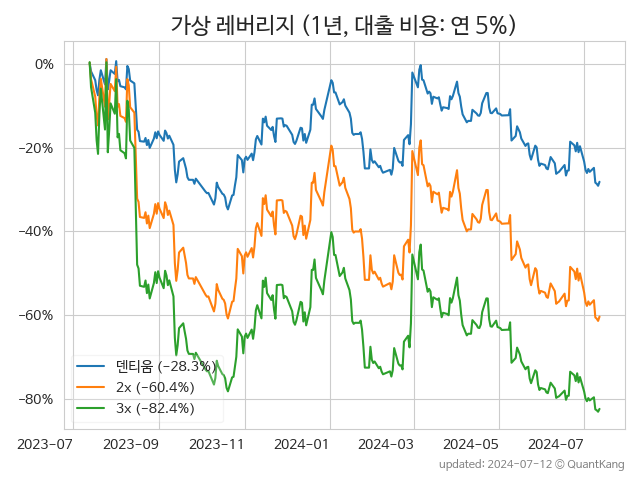 가상 레버리지 (1년, 대출 비용: 연 5%)
0%
−20%
−40%
−60%
−80%
덴티움 (−28.3%)
2x (−60.4%)
3x (−82.4%)
2023-07 2023-09 2023-11 2024-01 2024-03 2024-05 2024-07
updated: 2024-07-12 © QuantKang